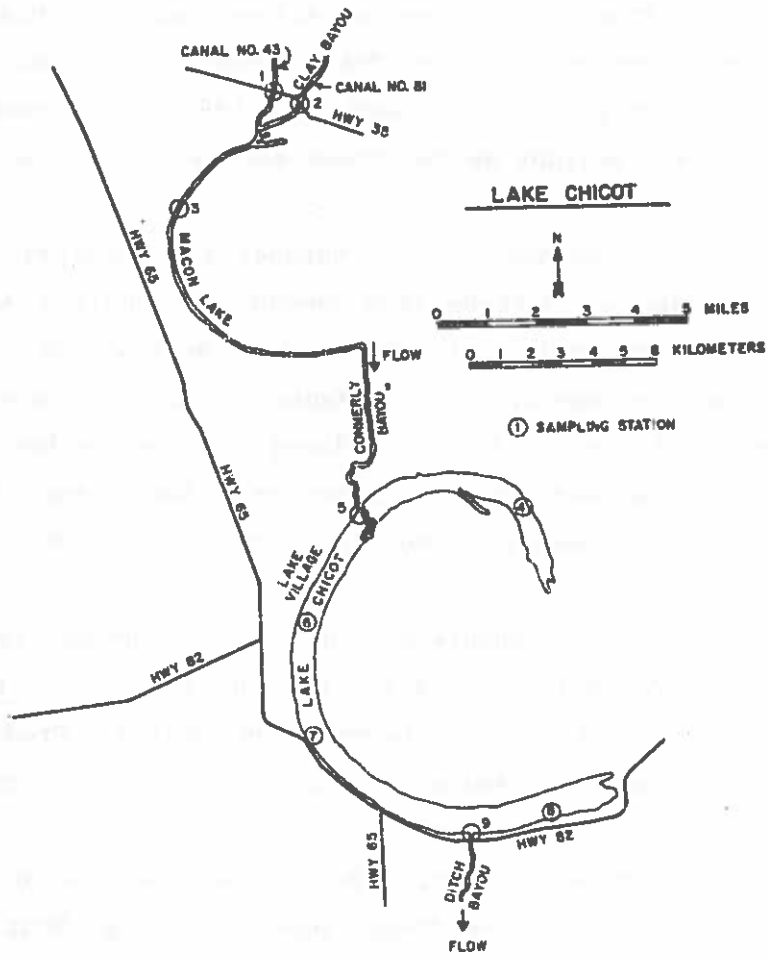 CANAL NO. 43
CLAY BAYOU
1
CANAL NO. 81
2
HWY 38
3
MACON LAKE
HWY 65
LAKE CHICOT
N
0 1 2 3 4 5 MILES
0 1 2 3 4 5 6 KILOMETERS
① SAMPLING STATION
FLOW
CONNERLY
BAYOU
HWY 65
5
4
LAKE
VILLAGE
CHICOT
6
LAKE
HWY 82
7
8
9
HWY 82
HWY 65
DITCH
BAYOU
FLOW